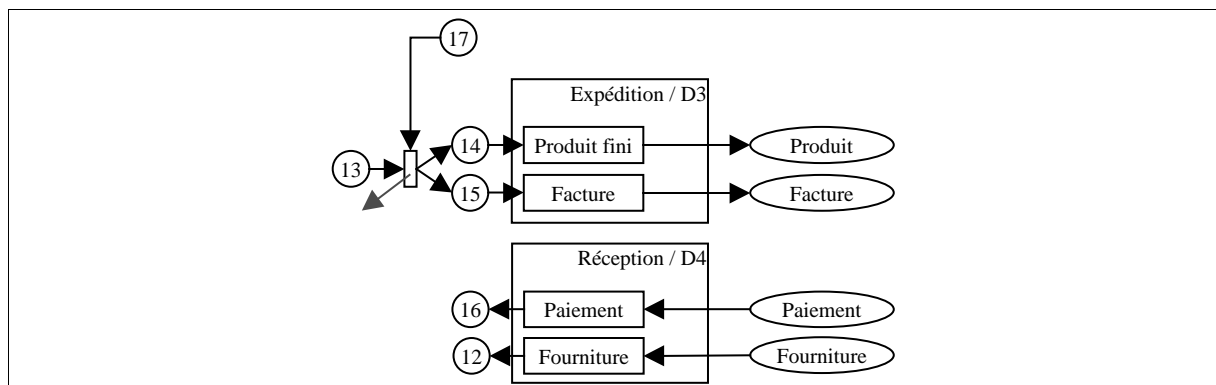 17
Expédition / D3
14
Produit fini
Produit
13
15
Facture
Facture
Réception / D4
16
Paiement
Paiement
12
Fourniture
Fourniture